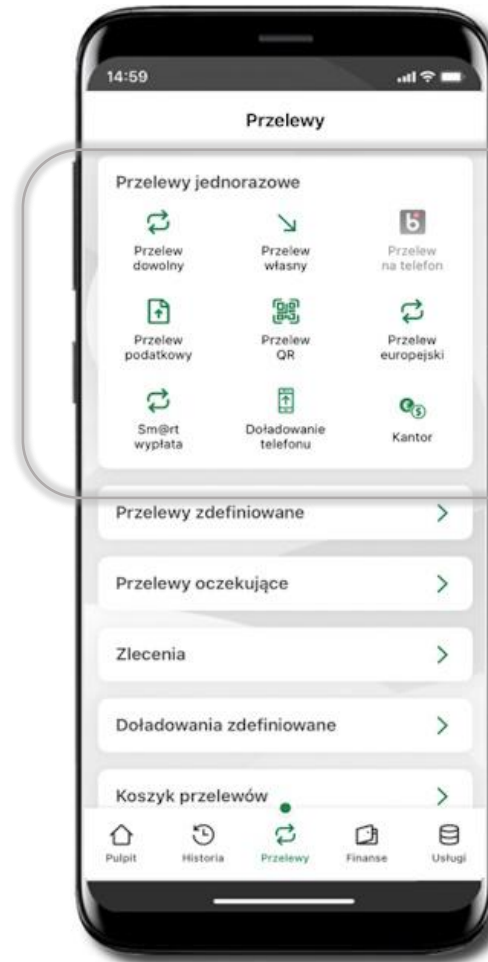 14:59
Przelewy
Przelewy jednorazowe
Przelew
dowolny
Przelew
własny
Przelew
na telefon
Przelew
podatkowy
Przelew
QR
Przelew
europejski
Sm@rt
wypłata
Doładowanie
telefonu
Kantor
Przelewy zdefiniowane
Przelewy oczekujące
Zlecenia
Doładowania zdefiniowane
Koszyk przelewów
Pulpit
Historia
Przelewy
Finanse
Usługi